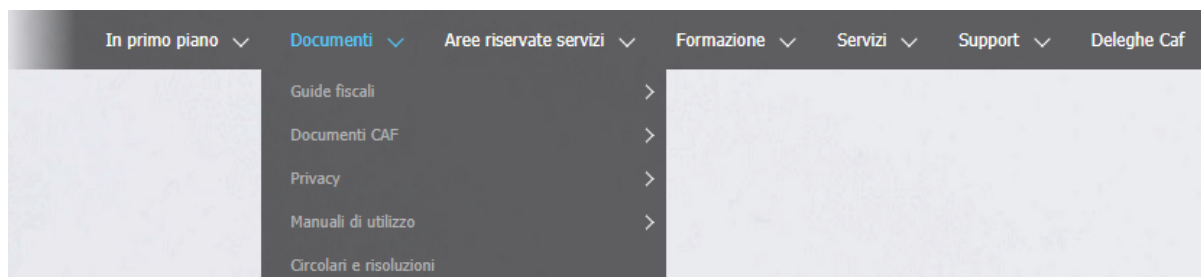 In primo piano Documenti Aree riservate servizi Formazione Servizi Support Deleghe Caf
Guide fiscali
Documenti CAF
Privacy
Manuali di utilizzo
Circolari e risoluzioni